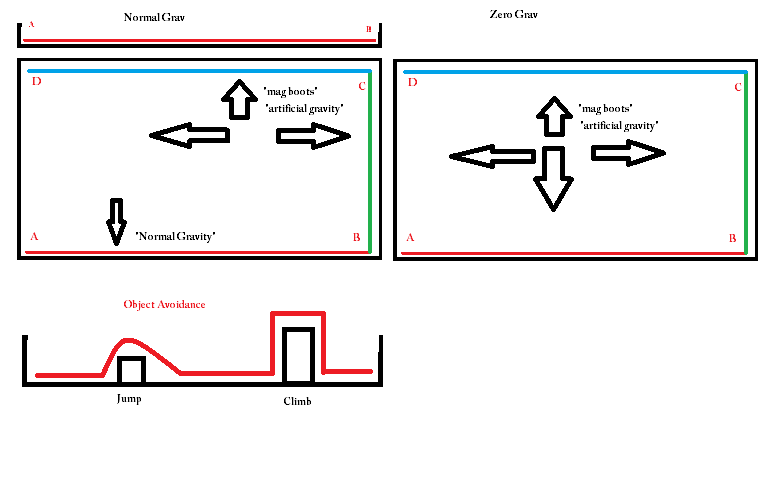 Normal Grav
Zero Grav
A
B
D
C
"mag boots"
"artificial gravity"
A
"Normal Gravity"
B
D
C
"mag boots"
"artificial gravity"
A
B
Object Avoidance
Jump
Climb